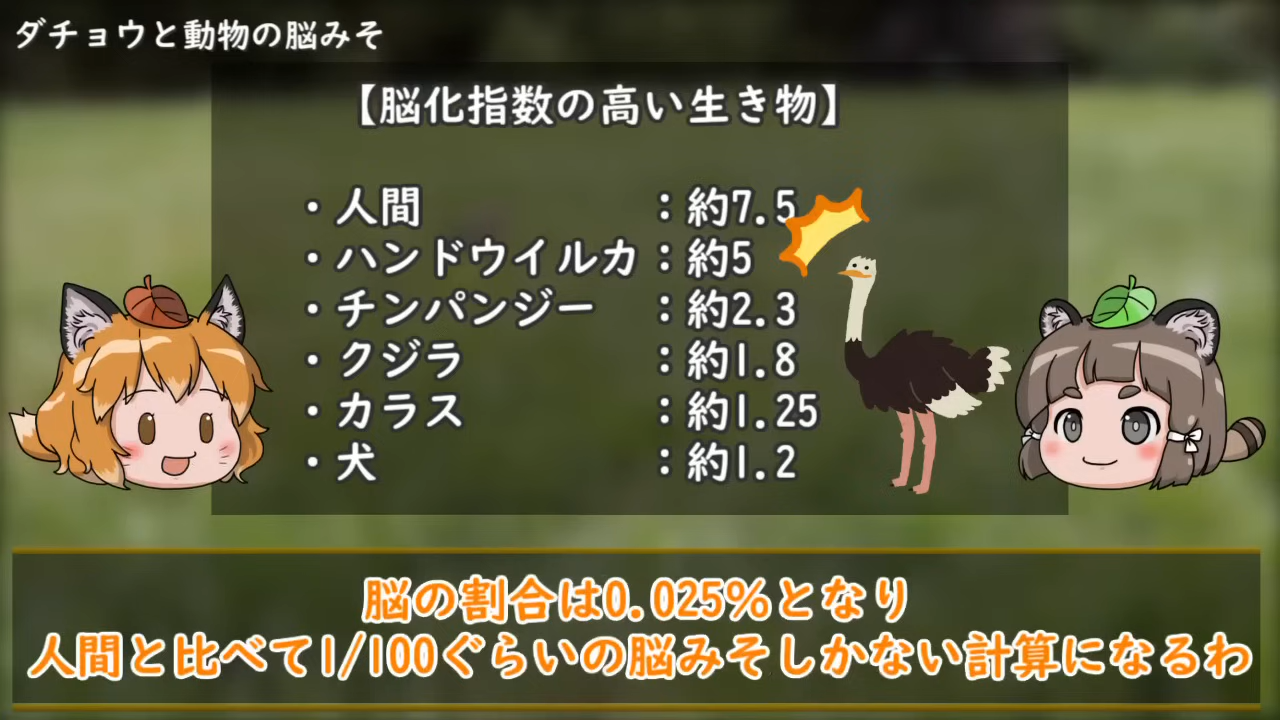 ダチョウと動物の脳みそ
【脳化指数の高い生き物】
・人間：約7.5
・ハンドウイルカ：約5
・チンパンジー：約2.3
・クジラ：約1.8
・カラス：約1.25
・犬：約1.2
脳の割合は0.025%となり
人間と比べて1/100ぐらいの脳みそしかない計算になるわ